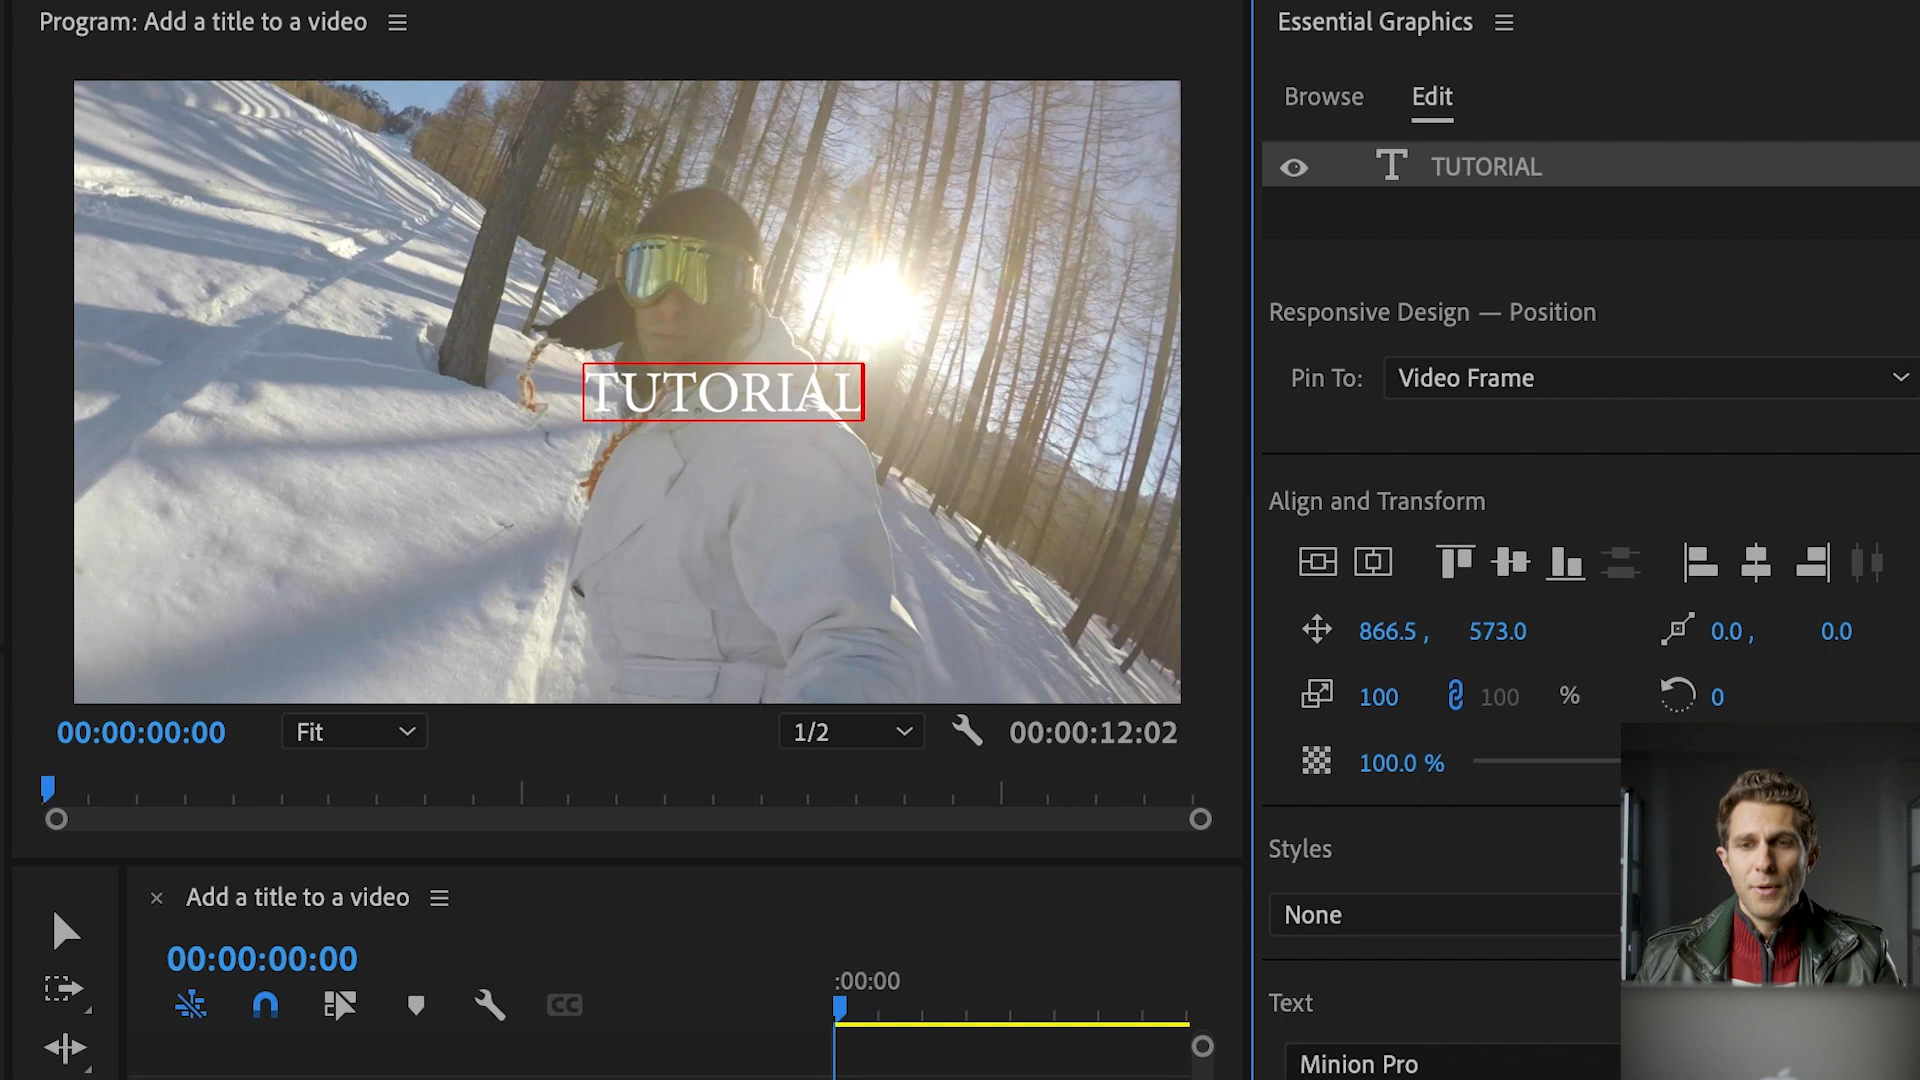 Program: Add a title to a video
TUTORIAL
00:00:00:00
Fit
1/2
00:00:12:02
Add a title to a video
00:00:00:00
:00:00
CC
Essential Graphics
Browse
Edit
T TUTORIAL
Responsive Design — Position
Pin To:
Video Frame
Align and Transform
866.5 , 573.0
0.0 , 0.0
100 100 %
0
100.0 %
Styles
None
Text
Minion Pro